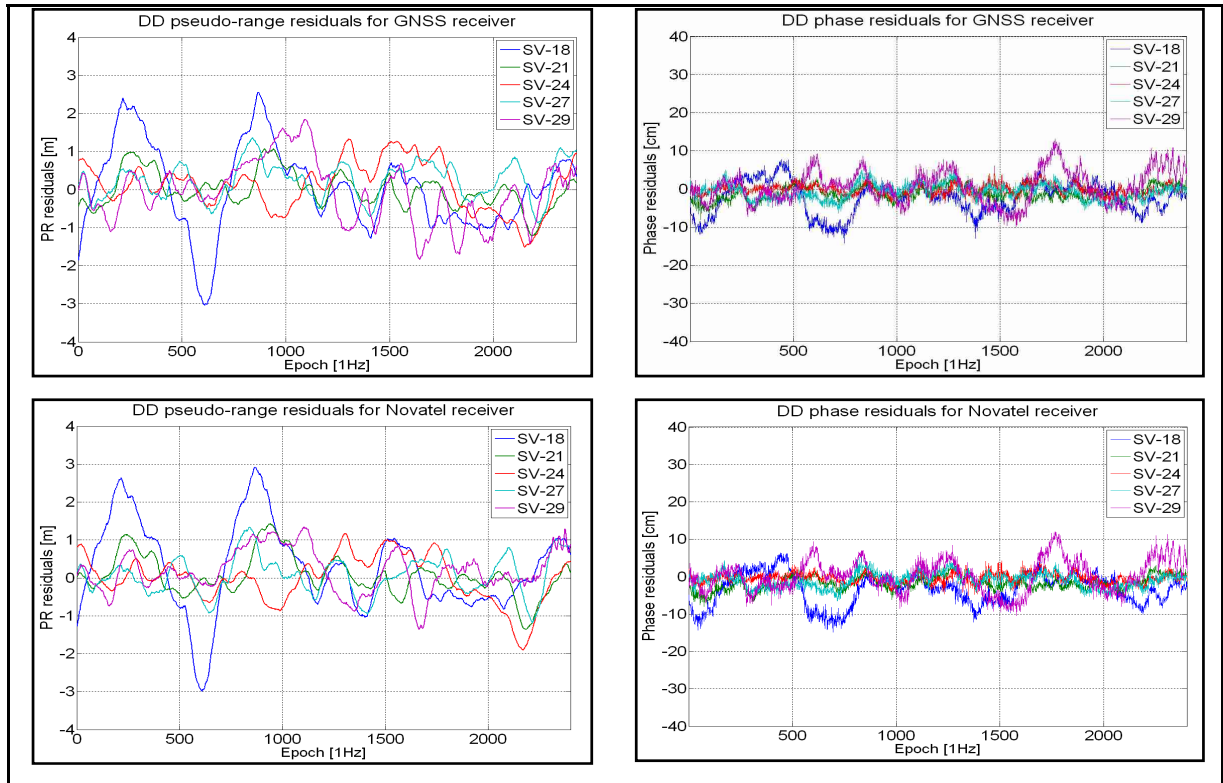 DD pseudo-range residuals for GNSS receiver
4
3
2
1
0
-1
-2
-3
-4
PR residuals [m]
SV-18
SV-21
SV-24
SV-27
SV-29
0 500 1000 1500 2000
Epoch [1Hz]
DD phase residuals for GNSS receiver
40
30
20
10
0
-10
-20
-30
-40
Phase residuals [cm]
SV-18
SV-21
SV-24
SV-27
SV-29
500 1000 1500 2000
Epoch [1Hz]
DD pseudo-range residuals for Novatel receiver
4
3
2
1
0
-1
-2
-3
-4
PR residuals [m]
SV-18
SV-21
SV-24
SV-27
SV-29
0 500 1000 1500 2000
Epoch [1Hz]
DD phase residuals for Novatel receiver
40
30
20
10
0
-10
-20
-30
-40
Phase residuals [cm]
SV-18
SV-21
SV-24
SV-27
SV-29
500 1000 1500 2000
Epoch [1Hz]